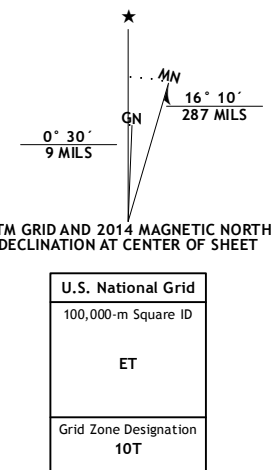 ★
MN
GN
16° 10´
287 MILS
0° 30´
9 MILS
TM GRID AND 2014 MAGNETIC NORTH
DECLINATION AT CENTER OF SHEET
U.S. National Grid
100,000-m Square ID
ET
Grid Zone Designation
10T